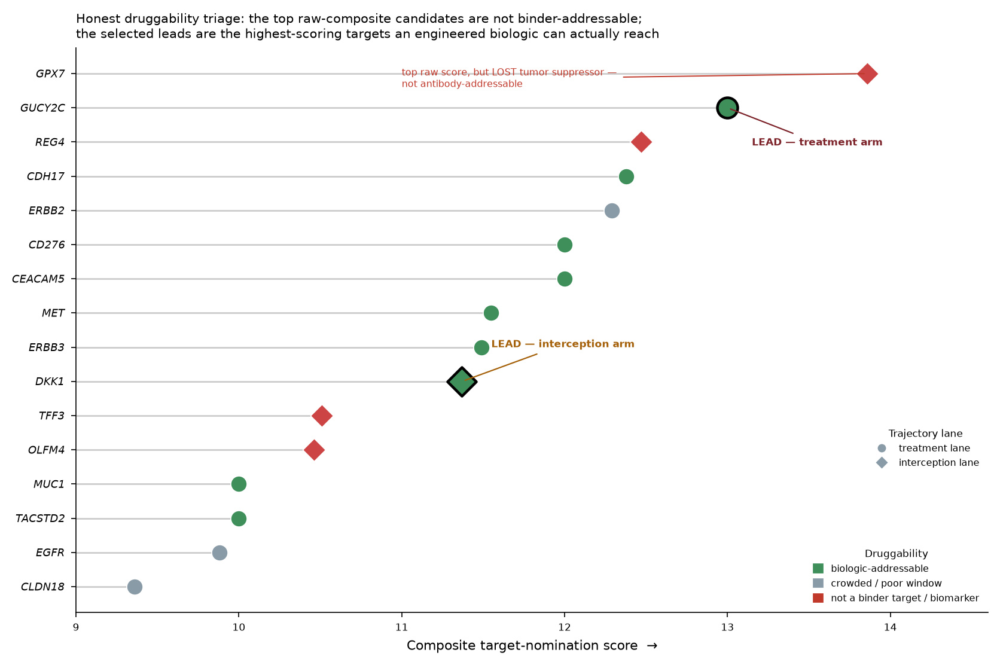 Honest druggability triage: the top raw-composite candidates are not binder-addressable;
the selected leads are the highest-scoring targets an engineered biologic can actually reach
GPX7
top raw score, but LOST tumor suppressor —
not antibody-addressable
GUCY2C
REG4
LEAD — treatment arm
CDH17
ERBB2
CD276
CEACAM5
MET
ERBB3
LEAD — interception arm
DKK1
TFF3
OLFM4
MUC1
TACSTD2
EGFR
CLDN18
Trajectory lane
treatment lane
interception lane
Druggability
biologic-addressable
crowded / poor window
not a binder target / biomarker
9 10 11 12 13 14
Composite target-nomination score →